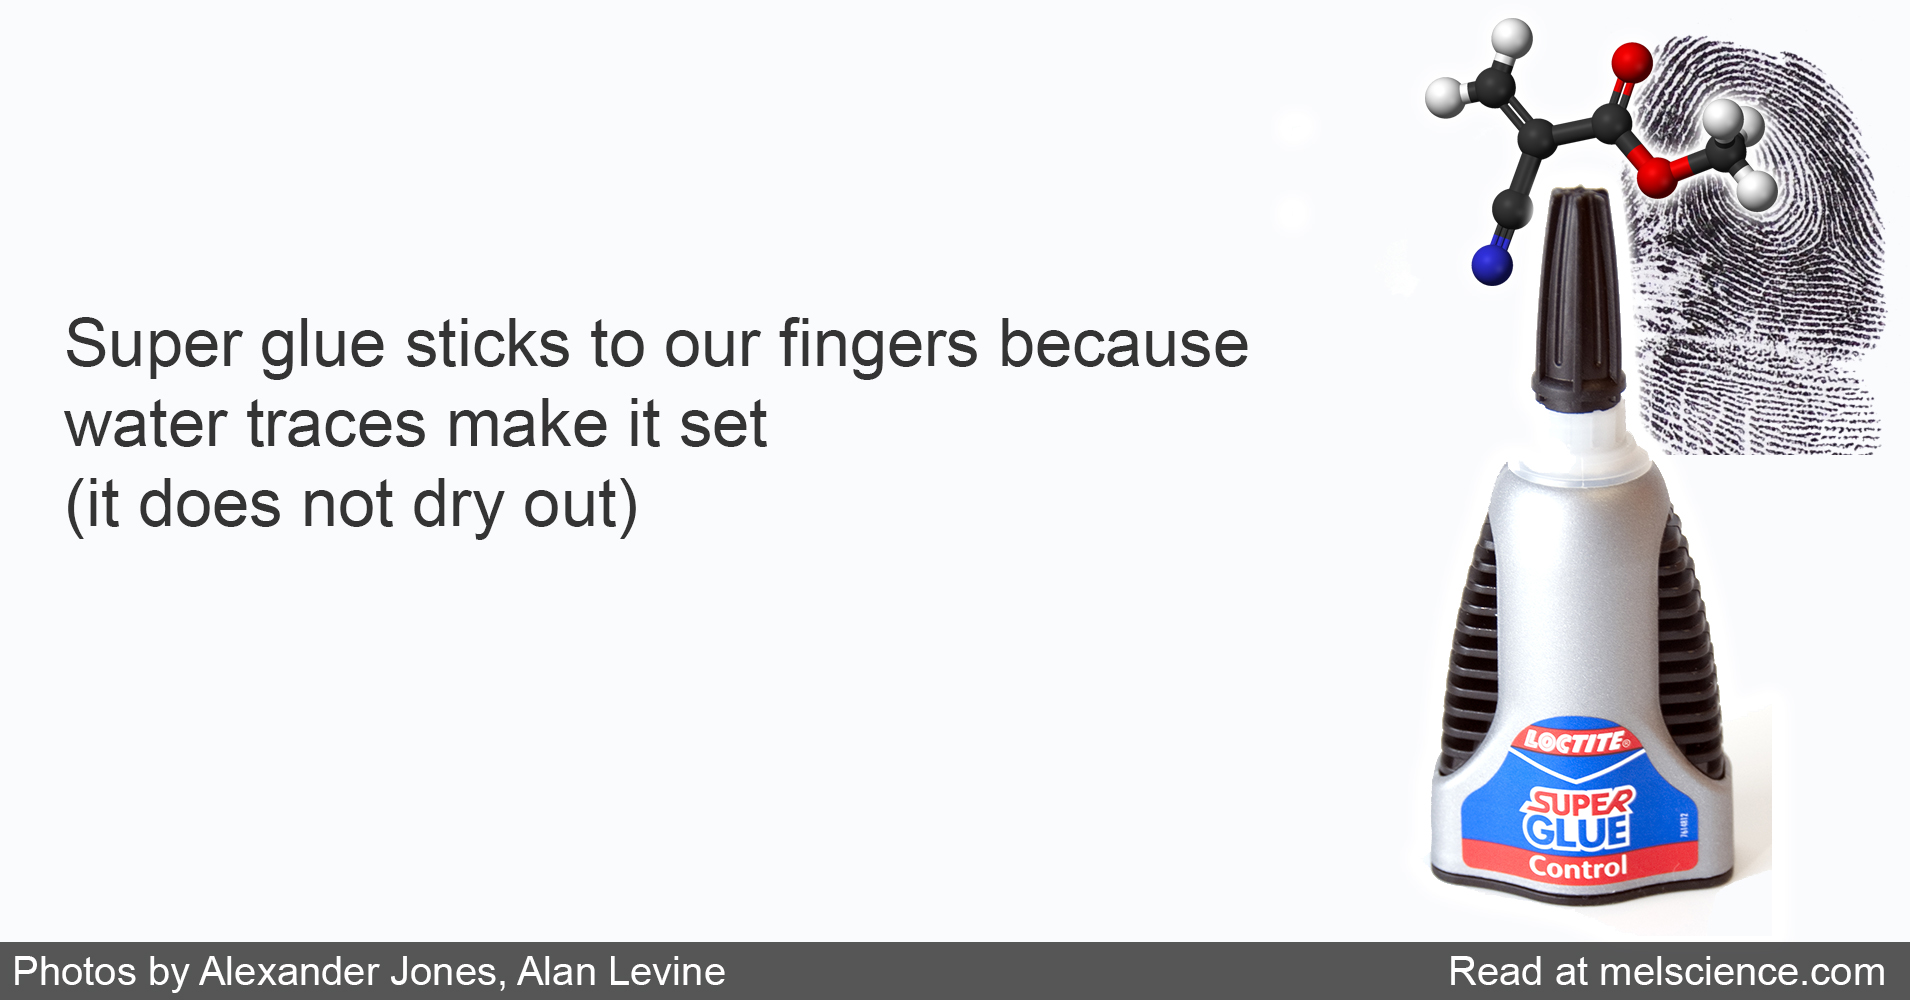 Super glue sticks to our fingers because
water traces make it set
(it does not dry out)
LOCTITE®
SUPER
GLUE
Control
7614812
Photos by Alexander Jones, Alan Levine
Read at melscience.com